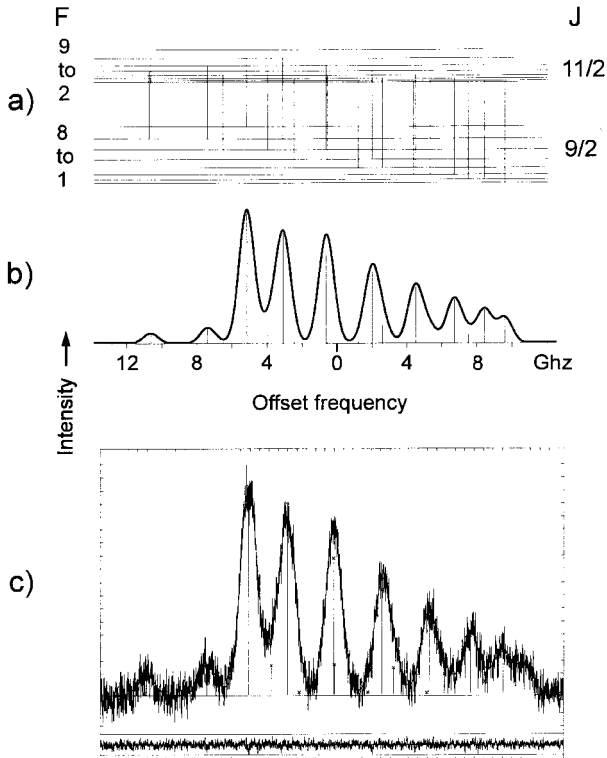 F J
9
to
2
11/2
a)
8
to
1
9/2
b)
12 8 4 0 4 8 Ghz
Offset frequency
Intensity
c)